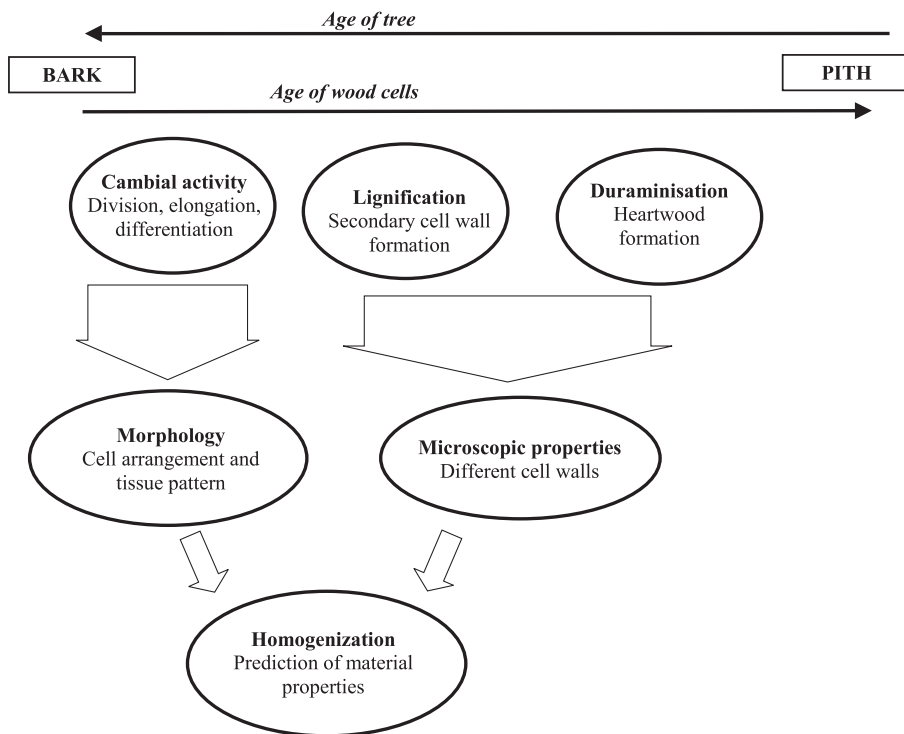 Age of tree
BARK
PITH
Age of wood cells
Cambial activity
Division, elongation,
differentiation
Lignification
Secondary cell wall
formation
Duraminisation
Heartwood
formation
Morphology
Cell arrangement and
tissue pattern
Microscopic properties
Different cell walls
Homogenization
Prediction of material
properties